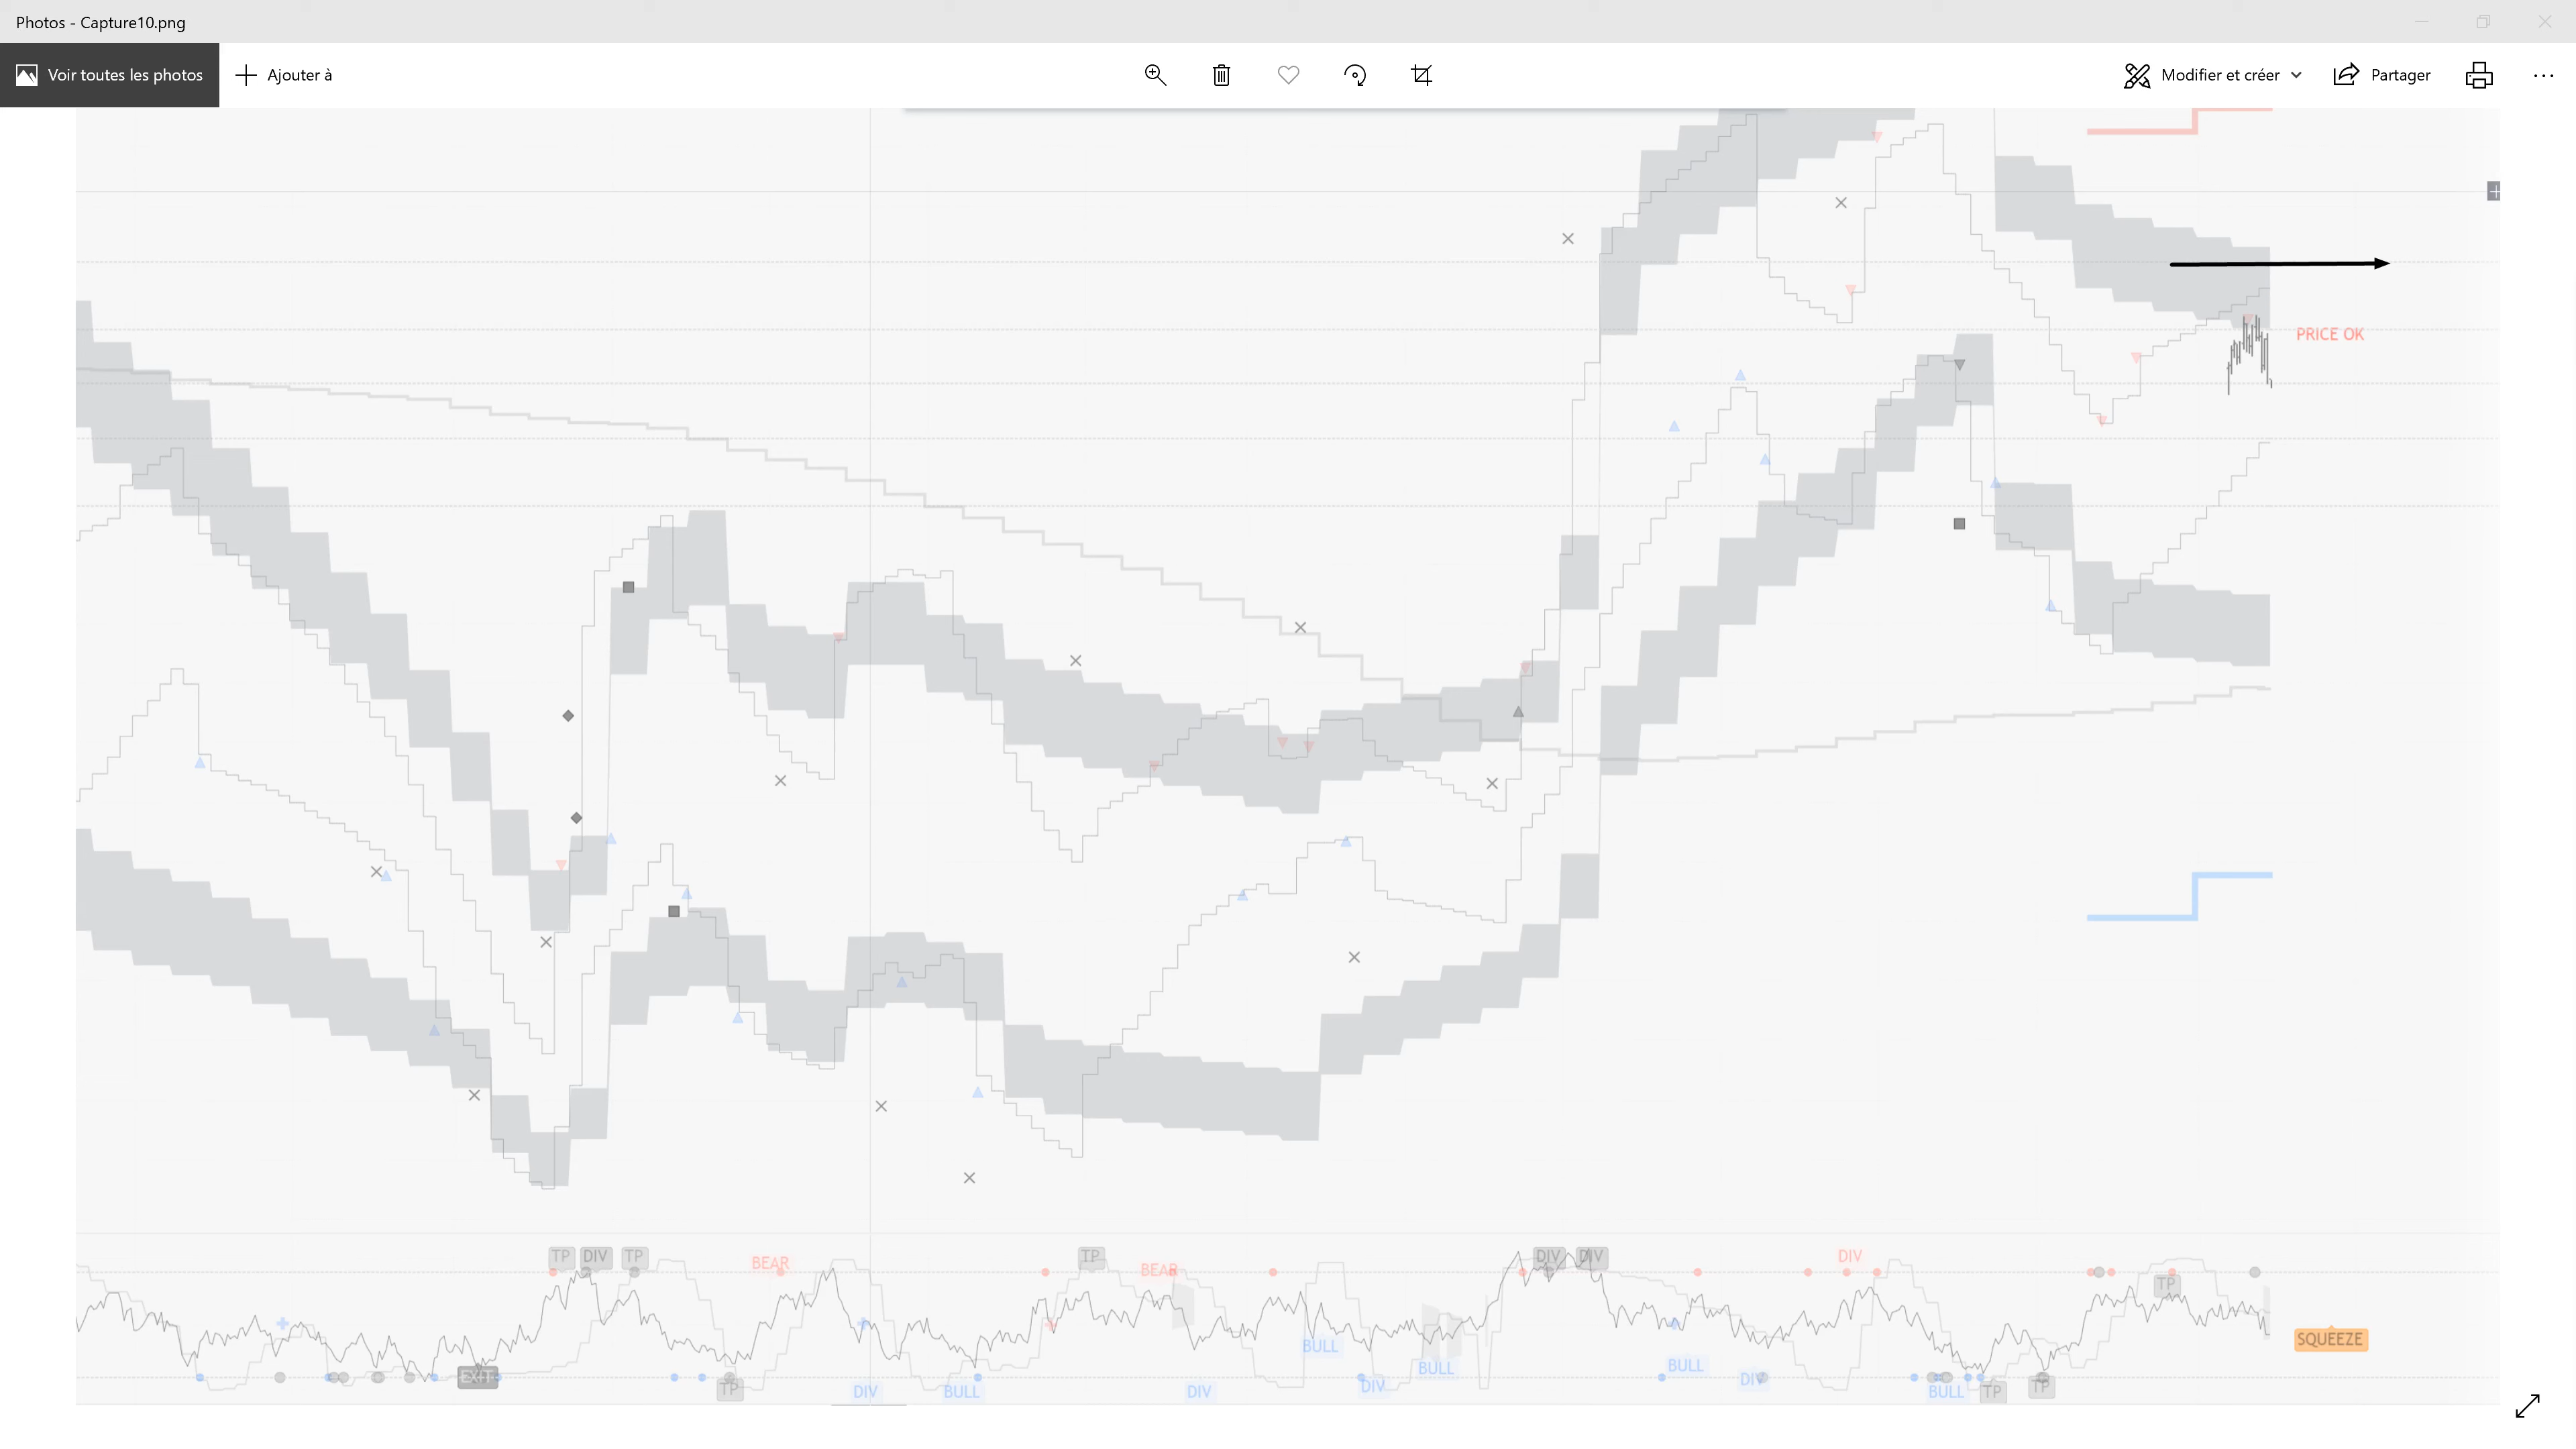 Photos - Capture10.png
Voir toutes les photos
Ajouter à
Modifier et créer
Partager
PRICE OK
TP DIV TP
BEAR
TP
BEAR
DIV DIV
DIV
TP
SQUEEZE
BULL
BULL
BULL
EXIT
TP
DIV
BULL
DIV
DIV
DIV
BULL
TP
TP